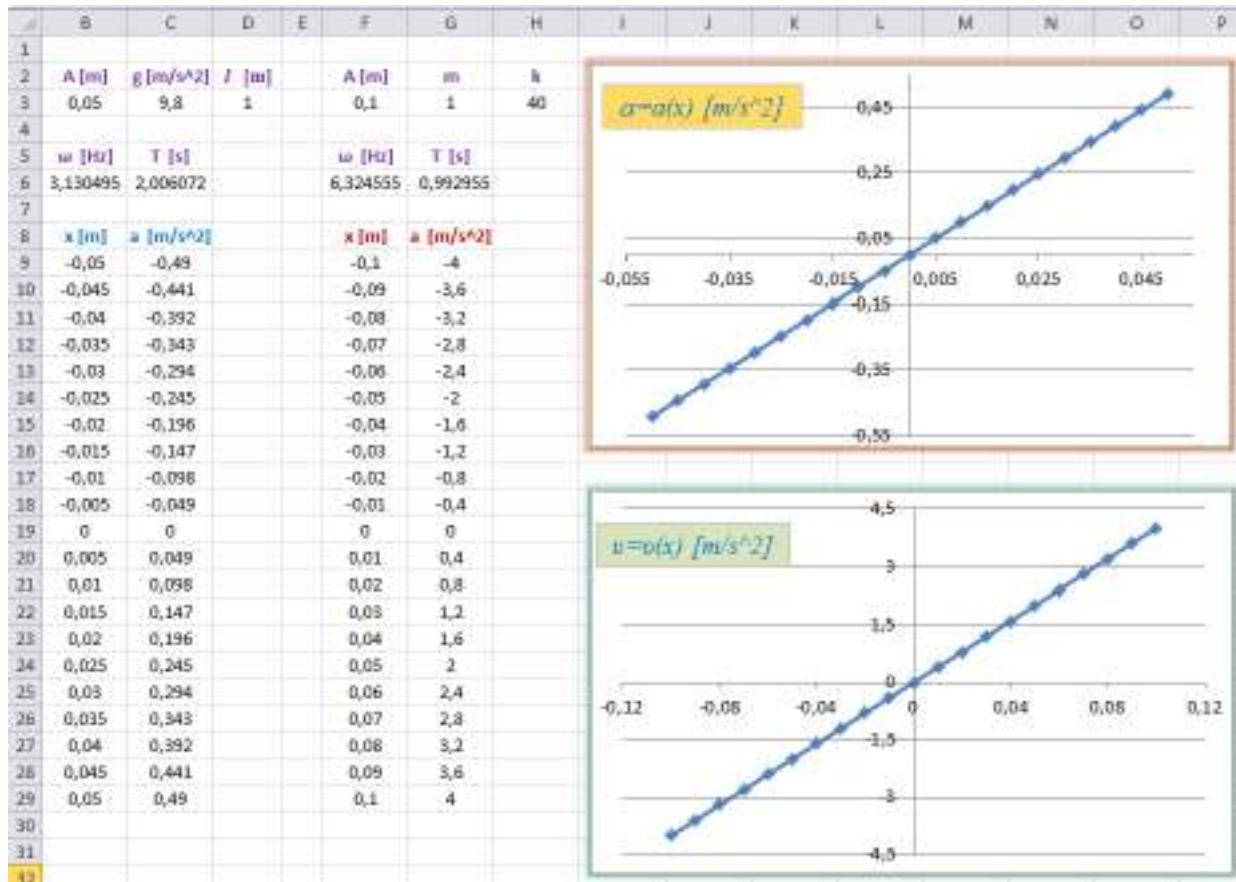 B C D E F G H I J K L M N O P
1
2 A [m] g [m/s^2] l [m] A [m] m k
3 0,05 9,8 1 0,1 1 40
4
5 ω [Hz] T [s] ω [Hz] T [s]
6 3,130495 2,006072 6,324555 0,992955
7
8 x [m] a [m/s^2] x [m] a [m/s^2]
9 -0,05 -0,49 -0,1 -4
10 -0,045 -0,441 -0,09 -3,6
11 -0,04 -0,392 -0,08 -3,2
12 -0,035 -0,343 -0,07 -2,8
13 -0,03 -0,294 -0,06 -2,4
14 -0,025 -0,245 -0,05 -2
15 -0,02 -0,196 -0,04 -1,6
16 -0,015 -0,147 -0,03 -1,2
17 -0,01 -0,098 -0,02 -0,8
18 -0,005 -0,049 -0,01 -0,4
19 0 0 0 0
20 0,005 0,049 0,01 0,4
21 0,01 0,098 0,02 0,8
22 0,015 0,147 0,03 1,2
23 0,02 0,196 0,04 1,6
24 0,025 0,245 0,05 2
25 0,03 0,294 0,06 2,4
26 0,035 0,343 0,07 2,8
27 0,04 0,392 0,08 3,2
28 0,045 0,441 0,09 3,6
29 0,05 0,49 0,1 4
30
31
32
a=a(x) [m/s^2]
0,45
0,25
0,05
-0,055 -0,035 -0,015 0,005 0,025 0,045
-0,15
-0,35
-0,55
4,5
v=v(x) [m/s^2]
3
1,5
0
-0,12 -0,08 -0,04 0 0,04 0,08 0,12
-1,5
-3
-4,5